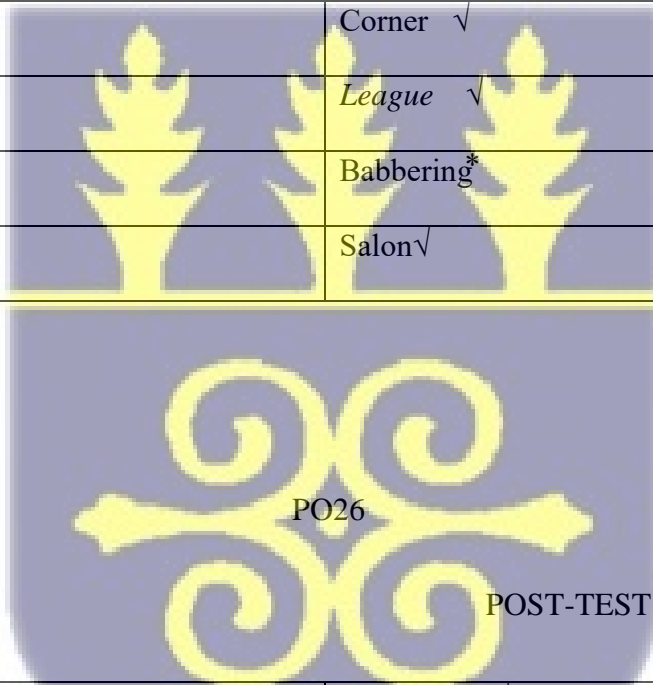 Corner √
League √
Babbering*
Salon√
PO26
POST-TEST